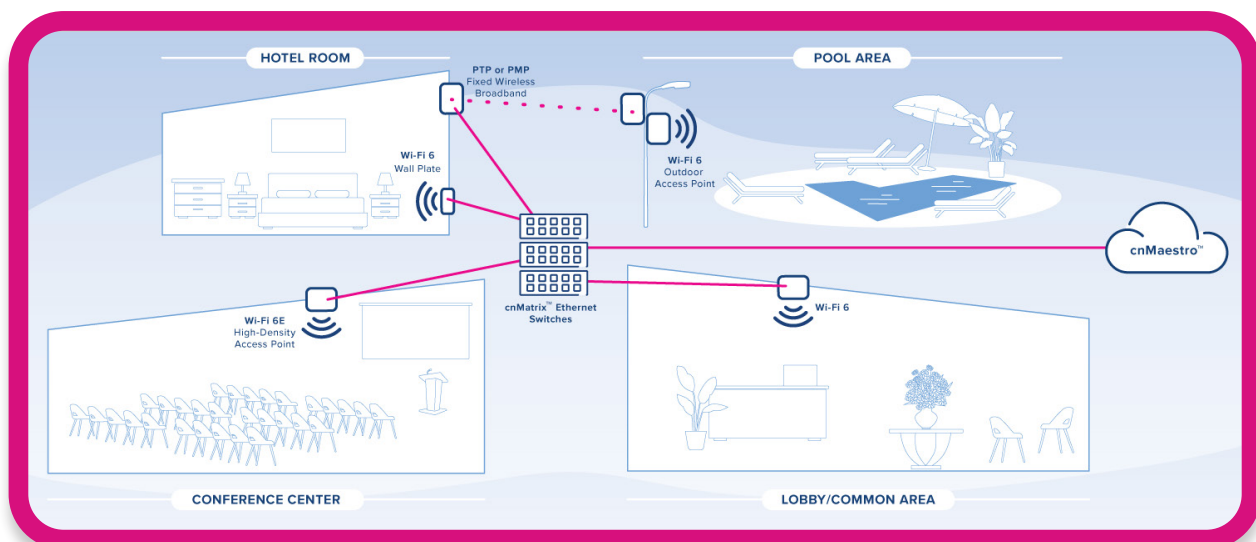 HOTEL ROOM
POOL AREA
PTP or PMP
Fixed Wireless
Broadband
Wi-Fi 6
Wall Plate
Wi-Fi 6
Outdoor
Access Point
cnMaestro™
cnMatrix™ Ethernet
Switches
Wi-Fi 6E
High-Density
Access Point
Wi-Fi 6
CONFERENCE CENTER
LOBBY/COMMON AREA